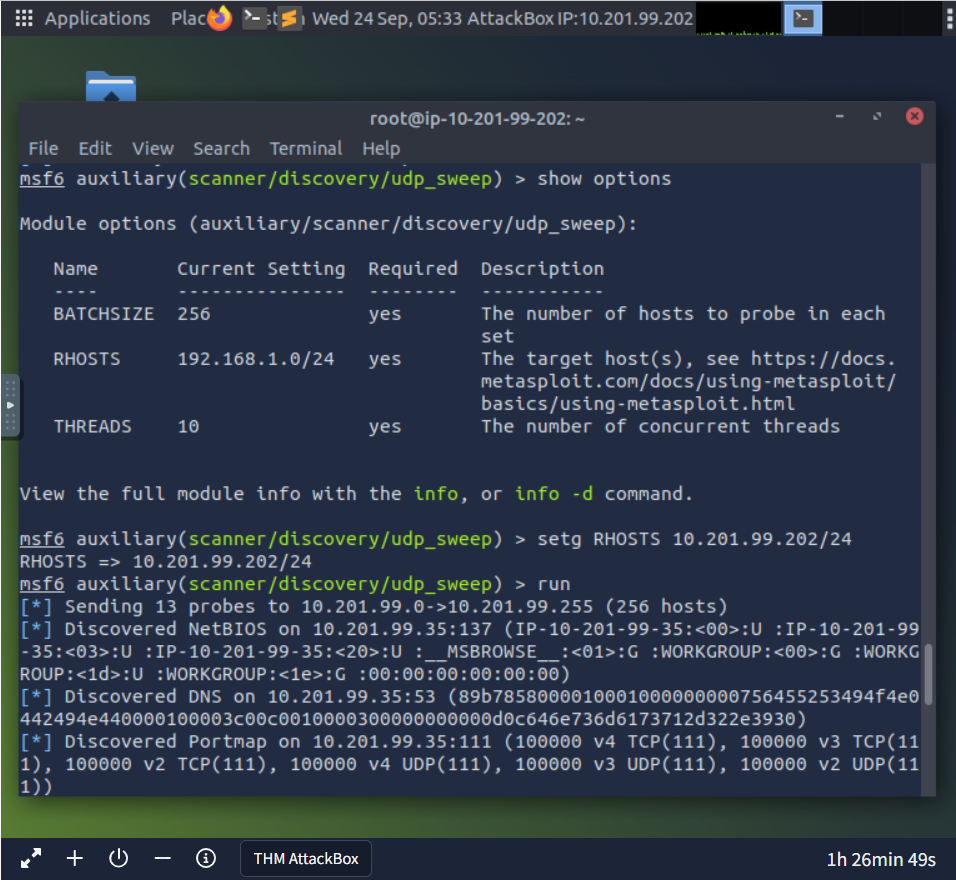 Applications Plac st Wed 24 Sep, 05:33 AttackBox IP:10.201.99.202
root@ip-10-201-99-202: ~
File Edit View Search Terminal Help
msf6 auxiliary(scanner/discovery/udp_sweep) > show options
Module options (auxiliary/scanner/discovery/udp_sweep):
Name Current Setting Required Description
---- --------------- -------- -----------
BATCHSIZE 256 yes The number of hosts to probe in each
set
RHOSTS 192.168.1.0/24 yes The target host(s), see https://docs.
metasploit.com/docs/using-metasploit/
basics/using-metasploit.html
THREADS 10 yes The number of concurrent threads
View the full module info with the info, or info -d command.
msf6 auxiliary(scanner/discovery/udp_sweep) > setg RHOSTS 10.201.99.202/24
RHOSTS => 10.201.99.202/24
msf6 auxiliary(scanner/discovery/udp_sweep) > run
[*] Sending 13 probes to 10.201.99.0->10.201.99.255 (256 hosts)
[*] Discovered NetBIOS on 10.201.99.35:137 (IP-10-201-99-35:<00>:U :IP-10-201-99
-35:<03>:U :IP-10-201-99-35:<20>:U :__MSBROWSE__:<01>:G :WORKGROUP:<00>:G :WORKG
ROUP:<1d>:U :WORKGROUP:<1e>:G :00:00:00:00:00:00)
[*] Discovered DNS on 10.201.99.35:53 (89b785800001000100000000075645525349​4f4e0
442494e440000100003c00c001000030000000000​0d0c646e736d6173712d322e3930)
[*] Discovered Portmap on 10.201.99.35:111 (100000 v4 TCP(111), 100000 v3 TCP(11
1), 100000 v2 TCP(111), 100000 v4 UDP(111), 100000 v3 UDP(111), 100000 v2 UDP(11
1))
THM AttackBox
1h 26min 49s